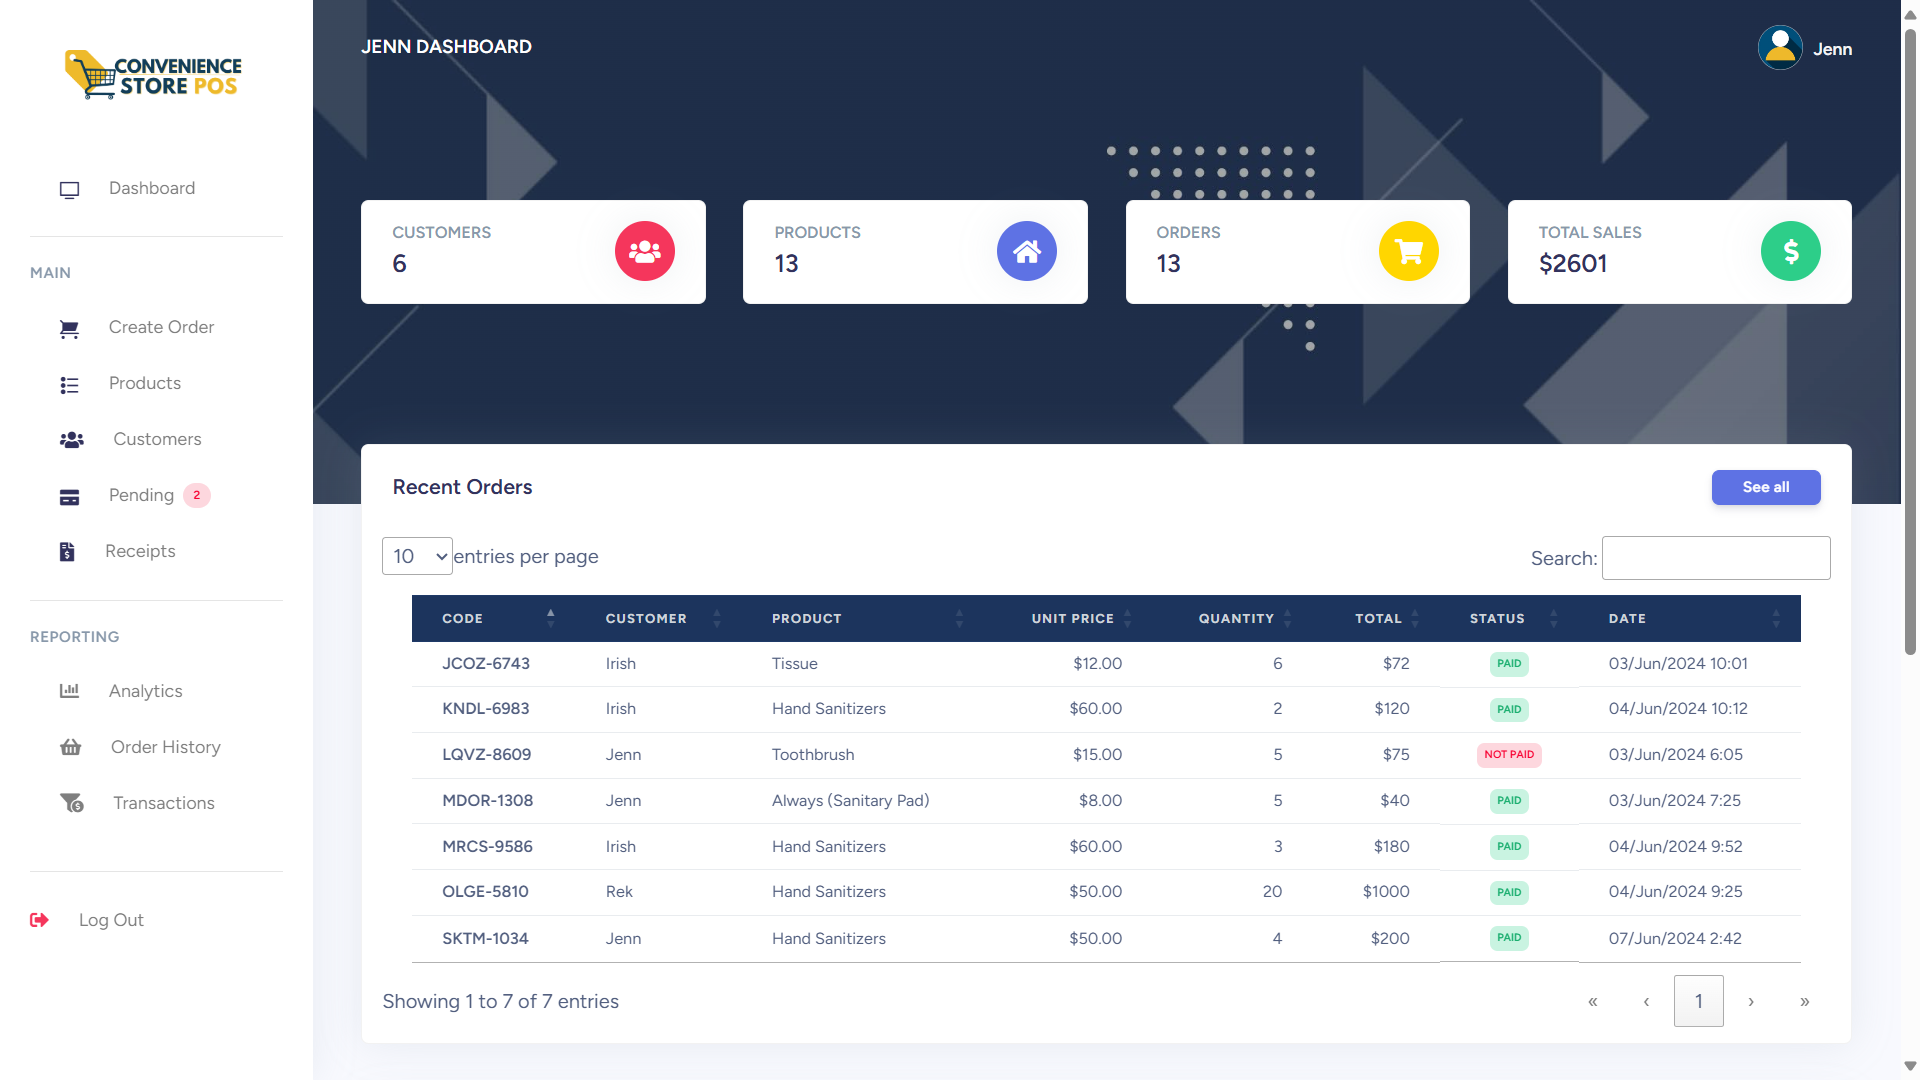 CONVENIENCE
STORE POS
Dashboard
MAIN
Create Order
Products
Customers
Pending 2
Receipts
REPORTING
Analytics
Order History
Transactions
Log Out
JENN DASHBOARD
Jenn
CUSTOMERS
6
PRODUCTS
13
ORDERS
13
TOTAL SALES
$2601
Recent Orders
See all
10 entries per page
Search:
CODE CUSTOMER PRODUCT UNIT PRICE QUANTITY TOTAL STATUS DATE
JCOZ-6743 Irish Tissue $12.00 6 $72 PAID 03/Jun/2024 10:01
KNDL-6983 Irish Hand Sanitizers $60.00 2 $120 PAID 04/Jun/2024 10:12
LQVZ-8609 Jenn Toothbrush $15.00 5 $75 NOT PAID 03/Jun/2024 6:05
MDOR-1308 Jenn Always (Sanitary Pad) $8.00 5 $40 PAID 03/Jun/2024 7:25
MRCS-9586 Irish Hand Sanitizers $60.00 3 $180 PAID 04/Jun/2024 9:52
OLGE-5810 Rek Hand Sanitizers $50.00 20 $1000 PAID 04/Jun/2024 9:25
SKTM-1034 Jenn Hand Sanitizers $50.00 4 $200 PAID 07/Jun/2024 2:42
Showing 1 to 7 of 7 entries
« ‹ 1 › »